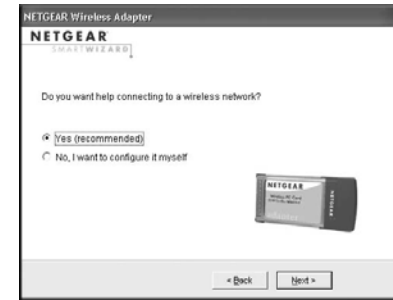 NETGEAR Wireless Adapter
NETGEAR
SMARTWIZARD
Do you want help connecting to a wireless network?
Yes (recommended)
No, I want to configure it myself
NETGEAR
< Back Next >